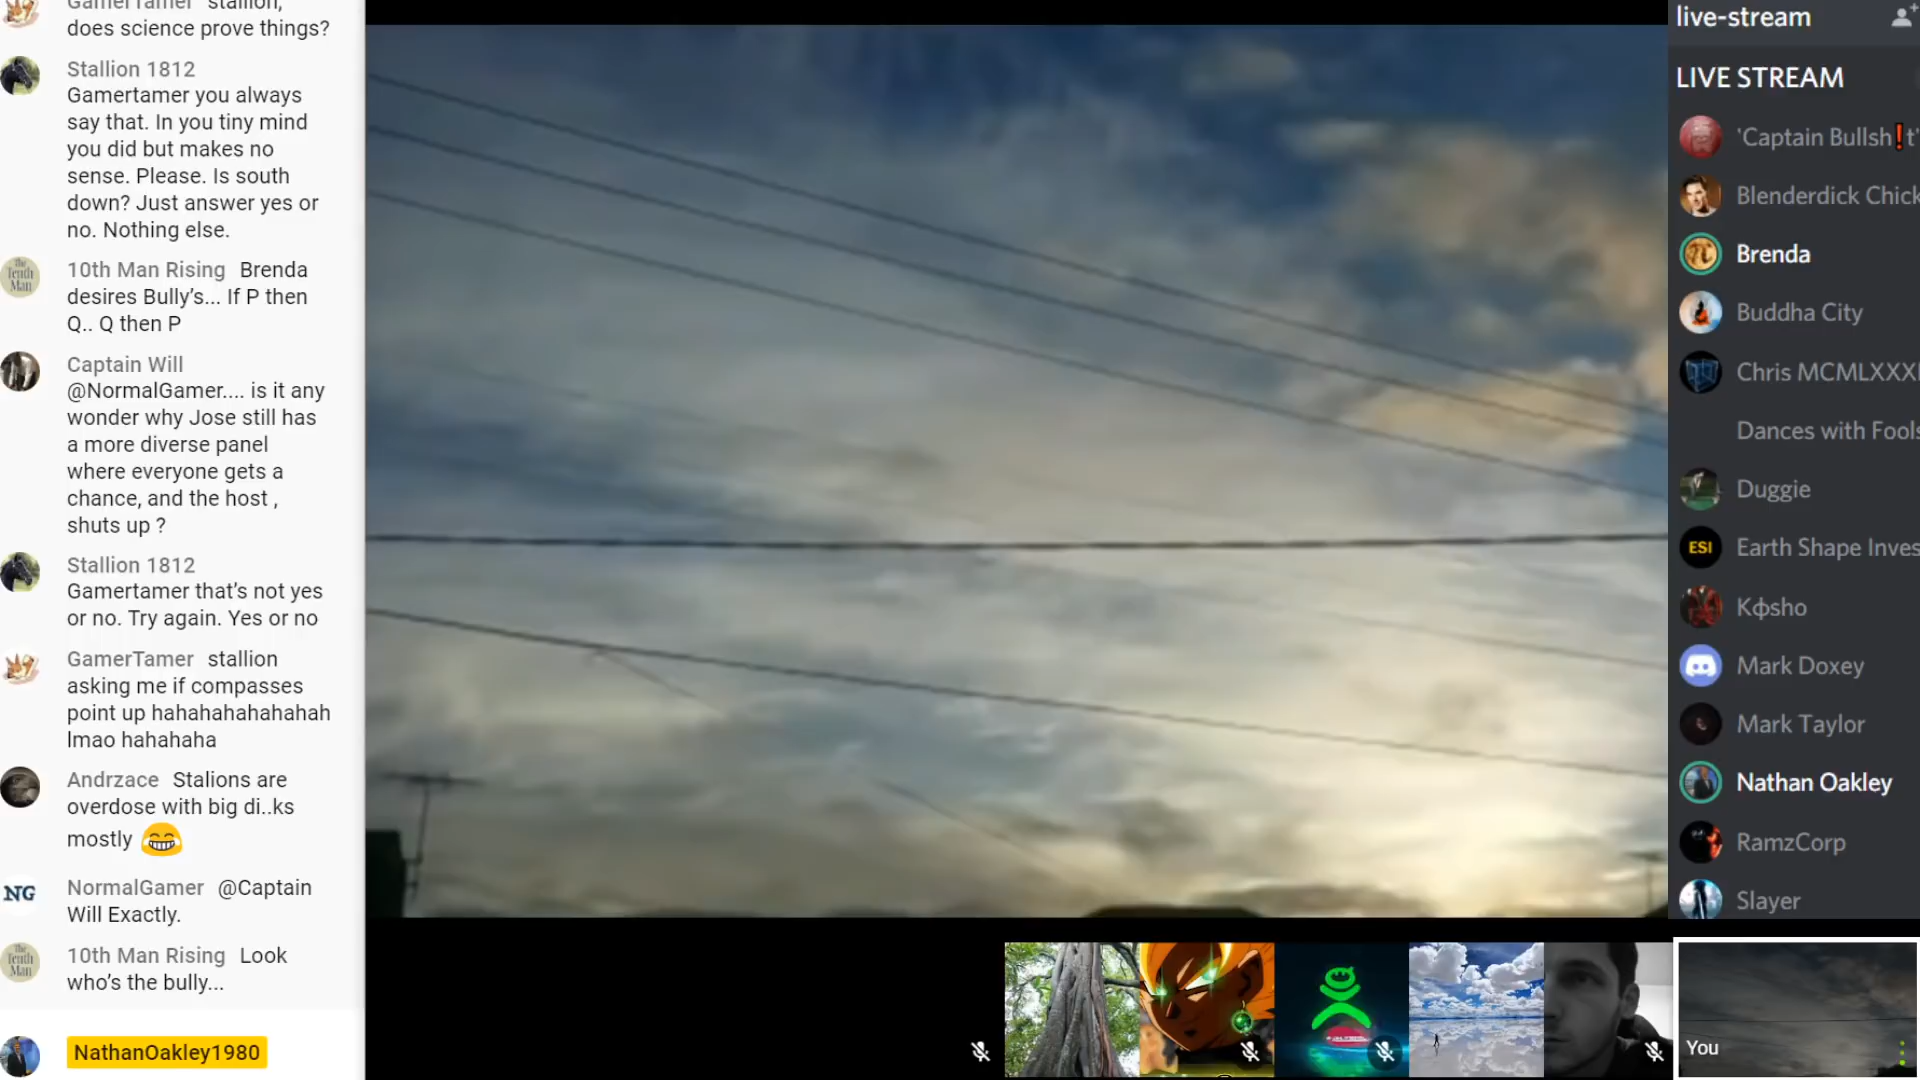 GamerTamer stallion,
does science prove things?
Stallion 1812
Gamertamer you always
say that. In you tiny mind
you did but makes no
sense. Please. Is south
down? Just answer yes or
no. Nothing else.
10th Man Rising Brenda
desires Bully's... If P then
Q.. Q then P
Captain Will
@NormalGamer.... is it any
wonder why Jose still has
a more diverse panel
where everyone gets a
chance, and the host ,
shuts up ?
Stallion 1812
Gamertamer that's not yes
or no. Try again. Yes or no
GamerTamer stallion
asking me if compasses
point up hahahahahahah
lmao hahahaha
Andrzace Stalions are
overdose with big di..ks
mostly 😂
NG
NormalGamer @Captain
Will Exactly.
The Tenth Man
10th Man Rising Look
who's the bully...
NathanOakley1980
live-stream
LIVE STREAM
'Captain Bullsh❗t'
Blenderdick Chick
Brenda
Buddha City
Chris MCMLXXX
Dances with Fools
Duggie
ESI
Earth Shape Inves
Kφsho
Mark Doxey
Mark Taylor
Nathan Oakley
RamzCorp
Slayer
You